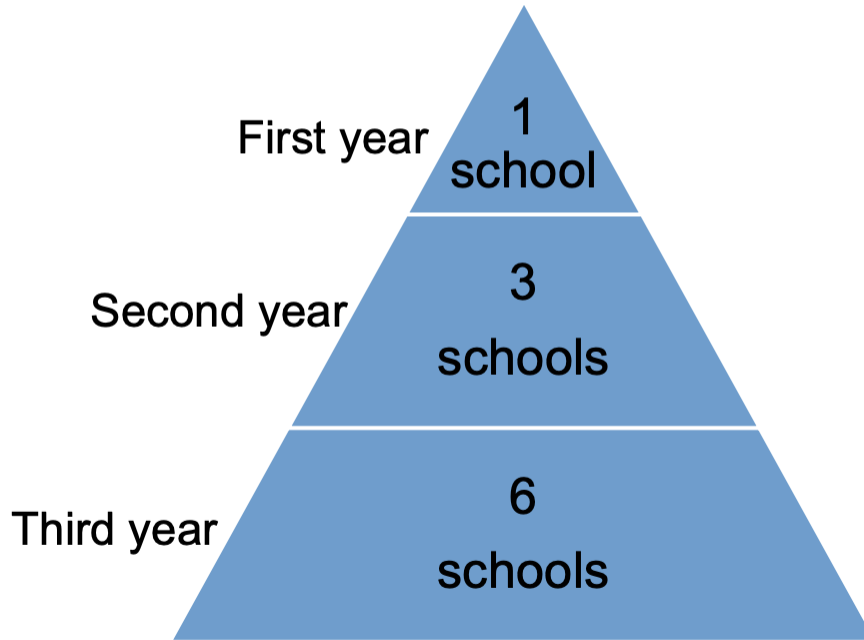 First year
1
school
Second year
3
schools
Third year
6
schools